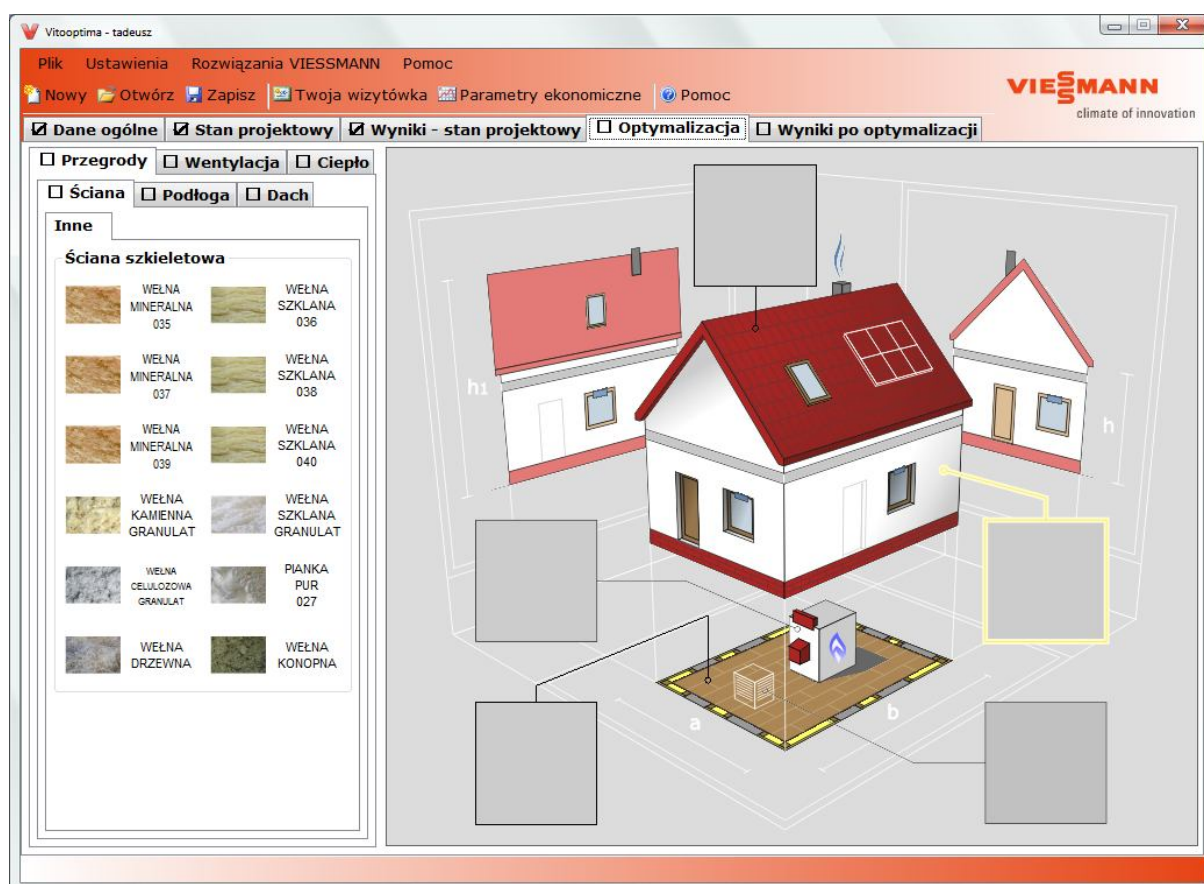 Vitooptima - tadeusz
Plik Ustawienia Rozwiązania VIESSMANN Pomoc
Nowy Otwórz Zapisz Twoja wizytówka Parametry ekonomiczne Pomoc
VIESSMANN
climate of innovation
Dane ogólne Stan projektowy Wyniki - stan projektowy Optymalizacja Wyniki po optymalizacji
Przegrody Wentylacja Ciepło
Ściana Podłoga Dach
Inne
Ściana szkieletowa
WEŁNA
MINERALNA
035
WEŁNA
SZKLANA
036
WEŁNA
MINERALNA
037
WEŁNA
SZKLANA
038
WEŁNA
MINERALNA
039
WEŁNA
SZKLANA
040
WEŁNA
KAMIENNA
GRANULAT
WEŁNA
SZKLANA
GRANULAT
WEŁNA
CELULOZOWA
GRANULAT
PIANKA
PUR
027
WEŁNA
DRZEWNA
WEŁNA
KONOPNA
h1
h
a
b